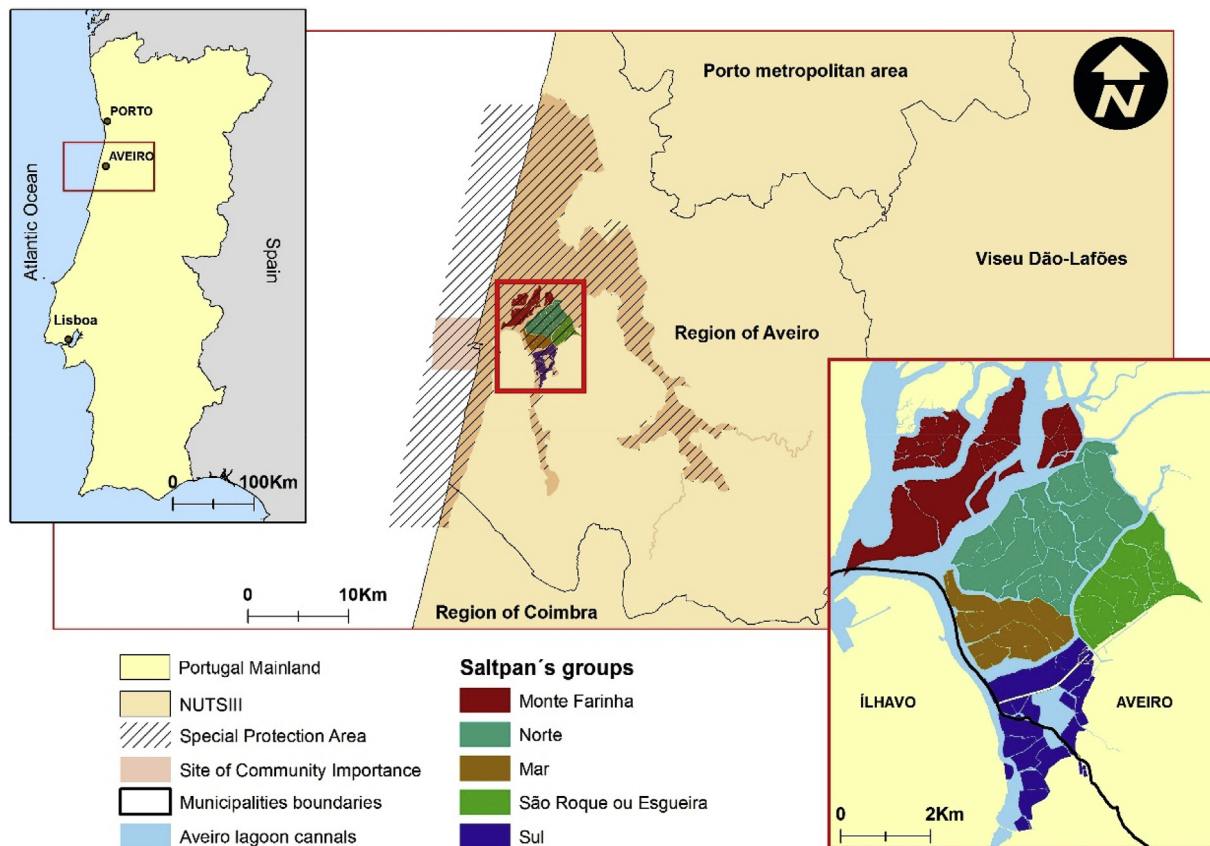 PORTO
AVEIRO
Atlantic Ocean
Spain
Lisboa
0 100Km
Porto metropolitan area
N
Viseu Dão-Lafões
Region of Aveiro
0 10Km
Region of Coimbra
ÍLHAVO
AVEIRO
0 2Km
Portugal Mainland
NUTSIII
Special Protection Area
Site of Community Importance
Municipalities boundaries
Aveiro lagoon cannals
Saltpan´s groups
Monte Farinha
Norte
Mar
São Roque ou Esgueira
Sul